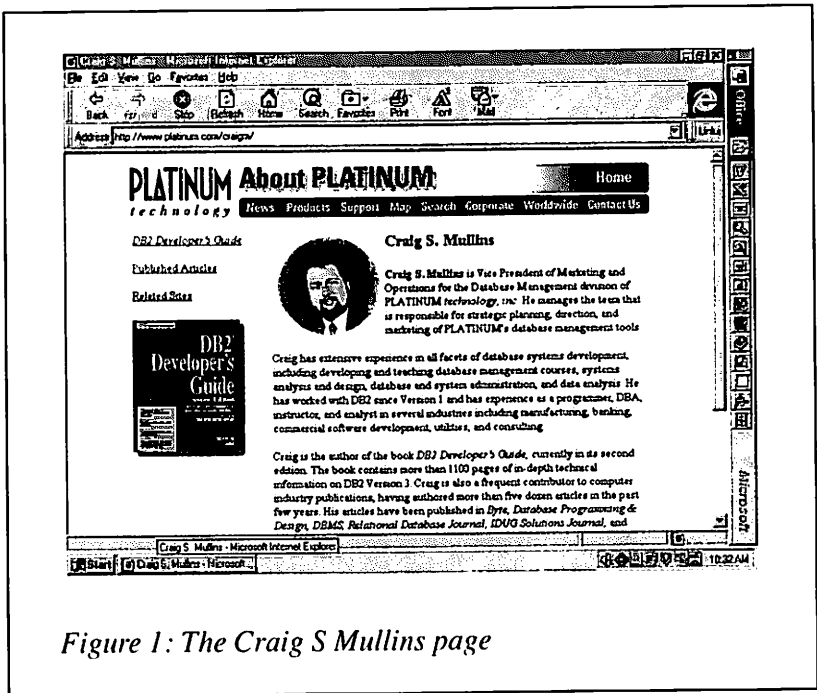 Craig S. Mullins - Microsoft Internet Explorer
File Edit View Go Favorites Help
Back Stop Refresh Home Search Favorites Print Font Mail
Address http://www.platinum.com/craigm/
Links
Office
PLATINUM
technology
About PLATINUM
Home
News Products Support Map Search Corporate Worldwide Contact Us
DB2 Developer's Guide
Published Articles
Related Sites
DB2
Developer's
Guide
Craig S. Mullins
Craig S. Mullins is Vice President of Marketing and
Operations for the Database Management division of
PLATINUM technology, inc. He manages the team that
is responsible for strategic planning, direction, and
marketing of PLATINUM's database management tools
Craig has extensive experience in all facets of database systems development,
including developing and teaching database management courses, systems
analysis and design, database and system administration, and data analysis. He
has worked with DB2 since Version 1 and has experience as a programmer, DBA,
instructor, and analyst in several industries including manufacturing, banking,
commercial software development, utilities, and consulting
Craig is the author of the book DB2 Developer's Guide, currently in its second
edition. The book contains more than 1100 pages of in-depth technical
information on DB2 Version 3. Craig is also a frequent contributor to computer
industry publications, having authored more than five dozen articles in the past
few years. His articles have been published in Byte, Database Programming &
Design, DBMS, Relational Database Journal, IDUG Solutions Journal, and
Microsoft
Craig S. Mullins - Microsoft Internet Explorer
Start Craig S. Mullins - Microsoft...
10:32 AM
Figure 1: The Craig S Mullins page